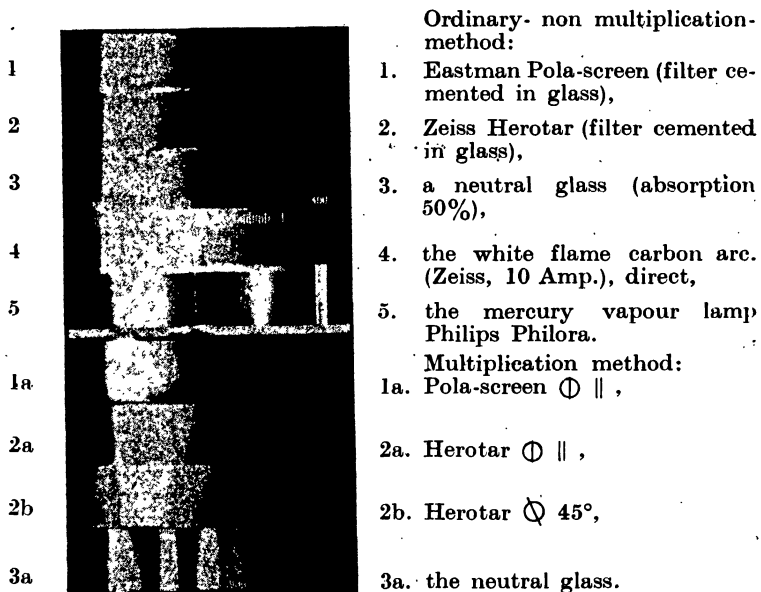 Ordinary- non multiplication-
method:
1
1. Eastman Pola-screen (filter ce-
mented in glass),
2
2. Zeiss Herotar (filter cemented
in glass),
3
3. a neutral glass (absorption
50%),
4
4. the white flame carbon arc.
(Zeiss, 10 Amp.), direct,
5
5. the mercury vapour lamp
Philips Philora.
Multiplication method:
1a
1a. Pola-screen ⦶ || ,
2a
2a. Herotar ⦶ || ,
2b
2b. Herotar ⦸ 45°,
3a
3a. the neutral glass.